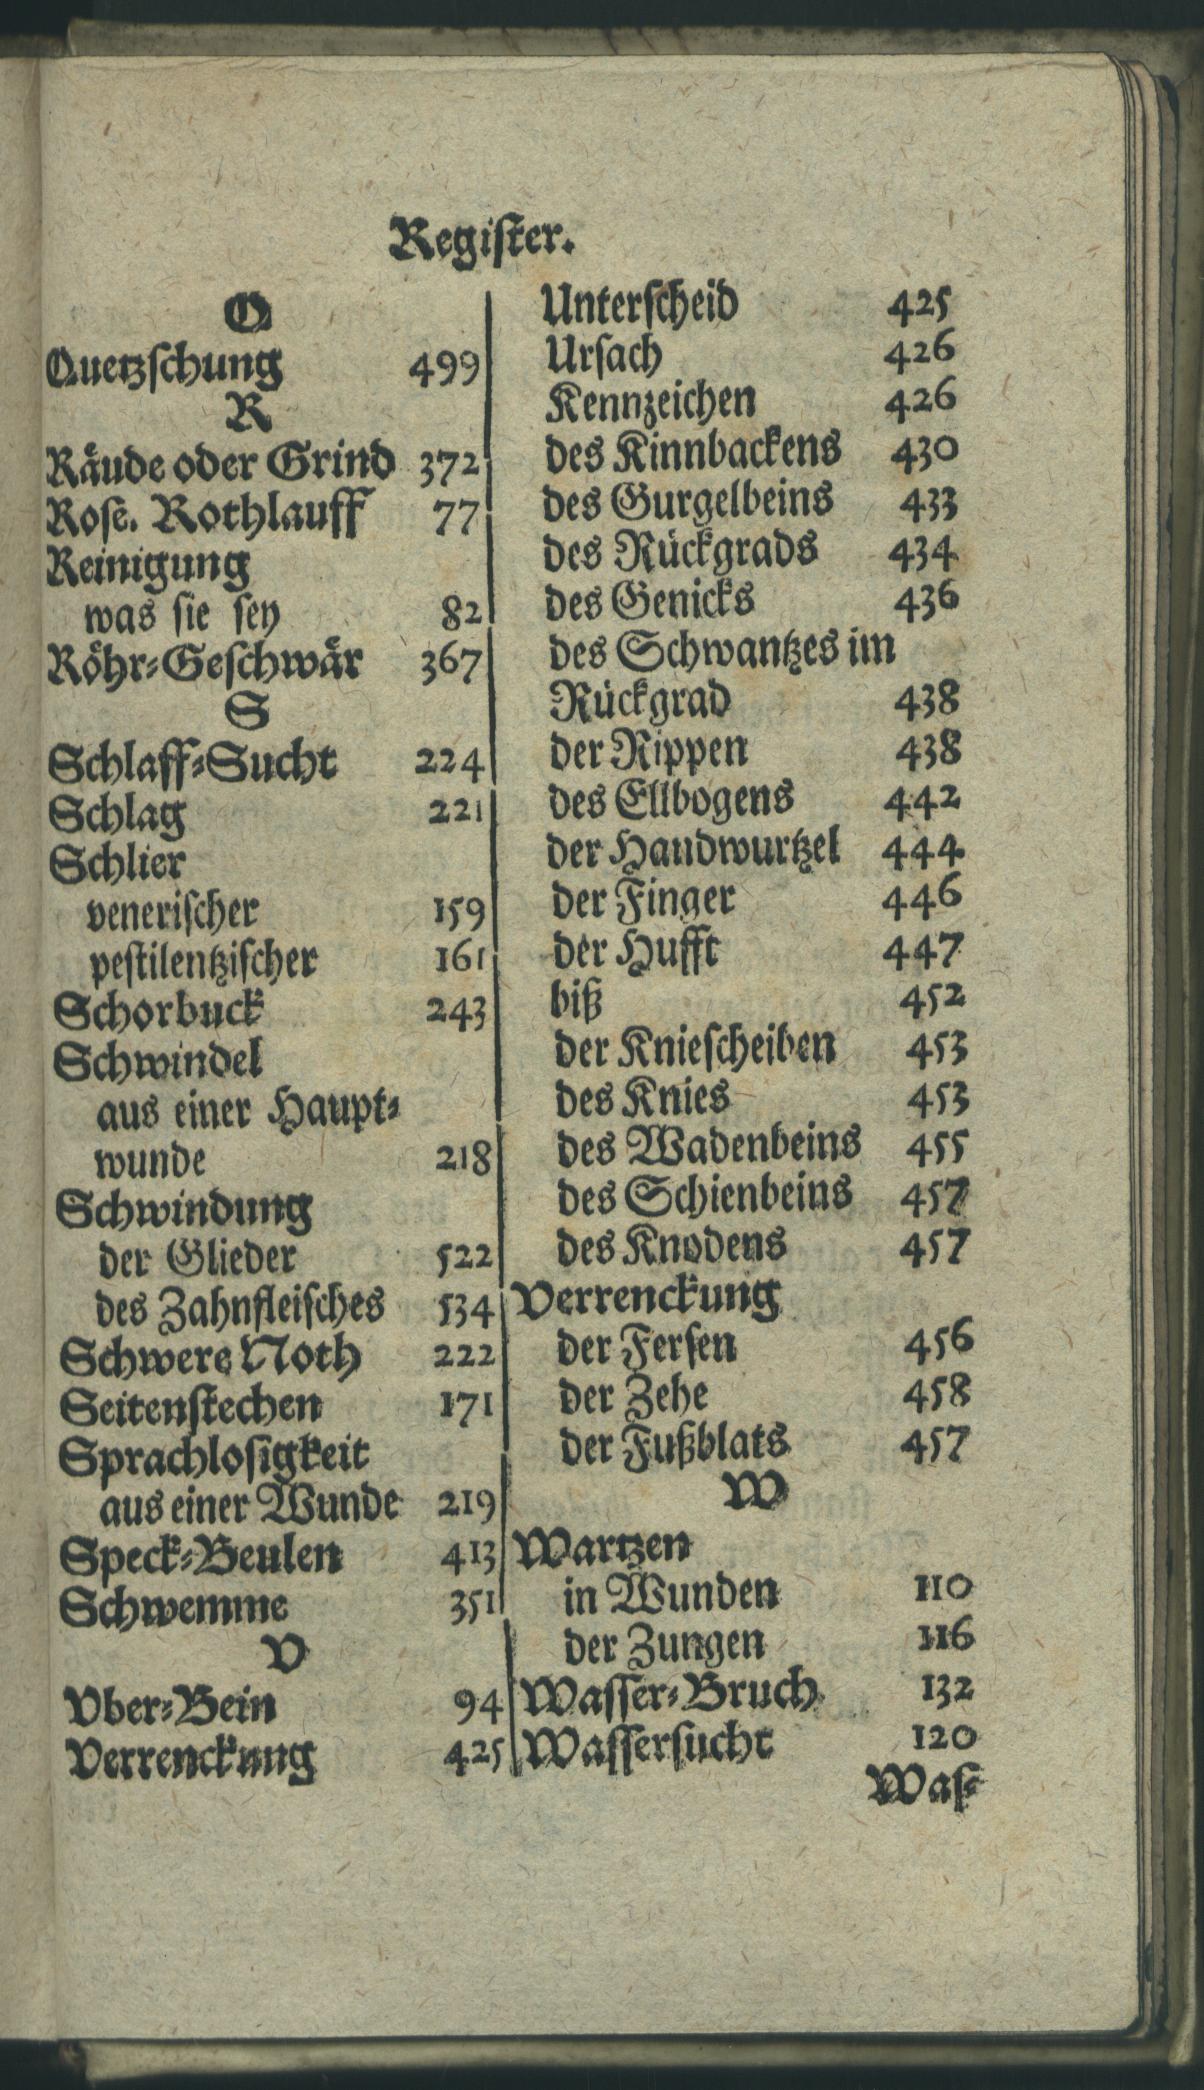 Regiſter.
Q
Quetzſchung 499
R
Räude oder Grind 372
Roſe. Rothlauff 77
Reinigung
was ſie ſey 82
Röhr⸗Geſchwär 367
S
Schlaff⸗Sucht 224
Schlag 221
Schlier
veneriſcher 159
peſtilentziſcher 161
Schorbuck 243
Schwindel
aus einer Haupt⸗
wunde 218
Schwindung
der Glieder 522
des Zahnfleiſches 534
Schwere Noth 222
Seitenſtechen 171
Sprachloſigkeit
aus einer Wunde 219
Speck⸗Beulen 413
Schwemme 351
V
Vber⸗Bein 94
Verrenckung 425
Unterſcheid 425
Urſach 426
Kennzeichen 426
des Kinnbackens 430
des Gurgelbeins 433
des Rückgrads 434
des Genicks 436
des Schwantzes im
Rückgrad 438
der Rippen 438
des Ellbogens 442
der Handwurtzel 444
der Finger 446
der Hufft 447
biß 452
der Knieſcheiben 453
des Knies 453
des Wadenbeins 455
des Schienbeins 457
des Knodens 457
Verrenckung
der Ferſen 456
der Zehe 458
der Fußblats 457
W
Wartzen
in Wunden 110
der Zungen 116
Waſſer⸗Bruch 132
Waſſerſucht 120
Waſ⸗